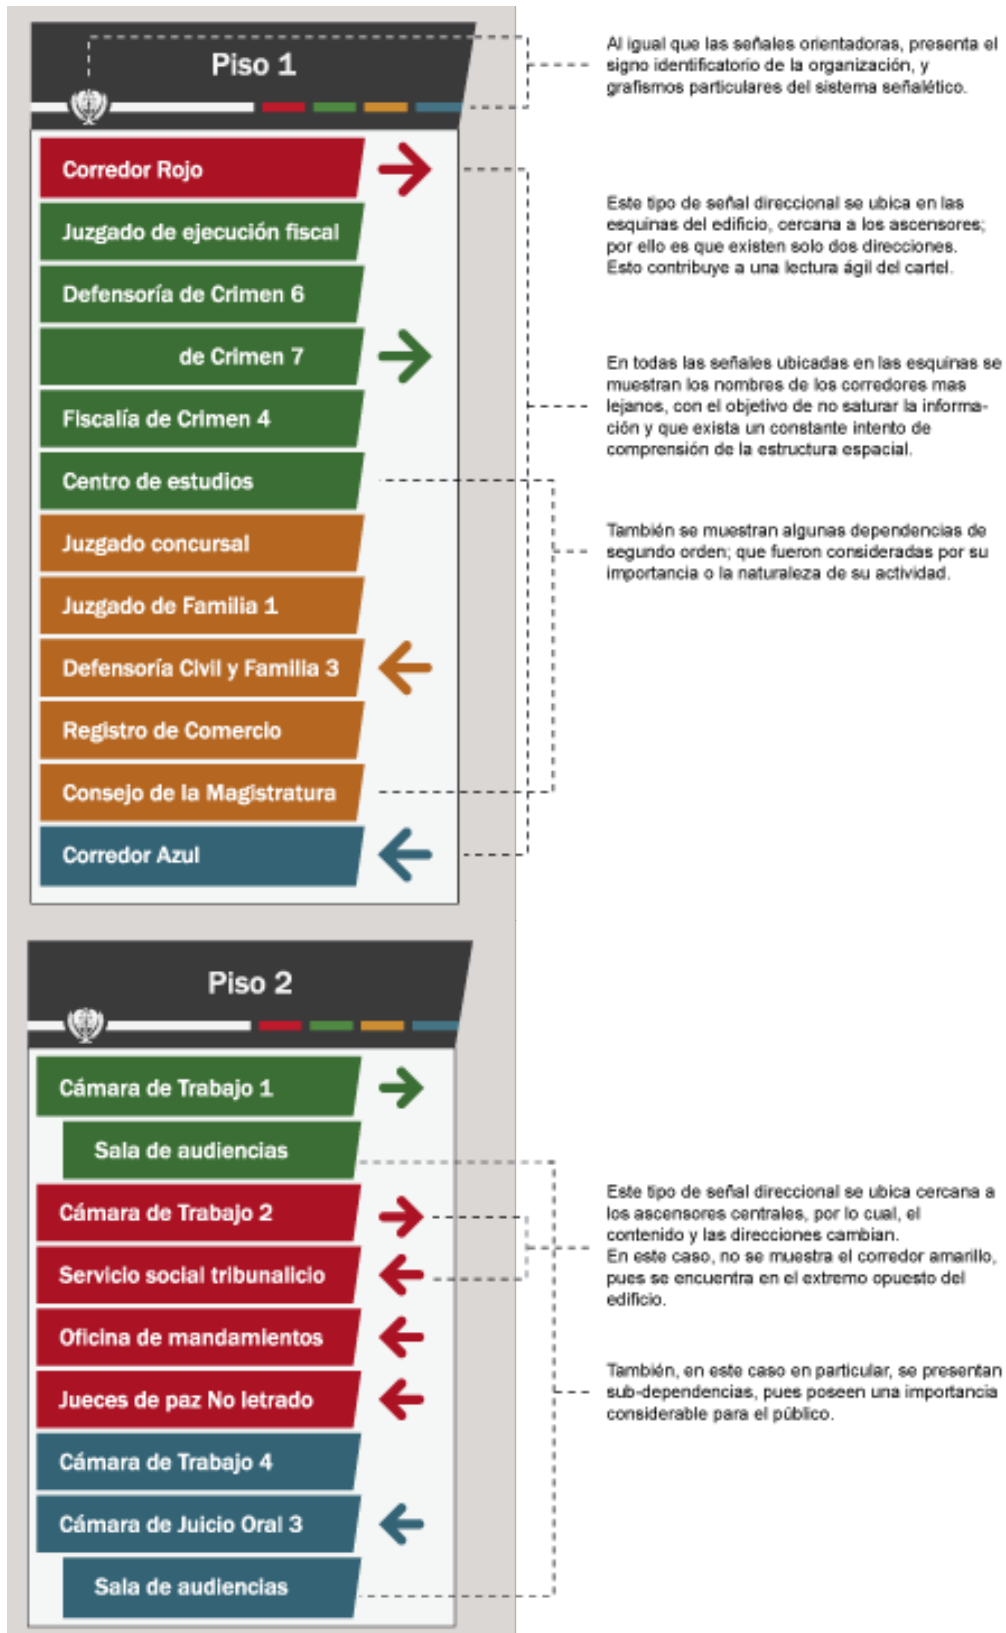 Piso 1
Corredor Rojo
Juzgado de ejecución fiscal
Defensoría de Crimen 6
de Crimen 7
Fiscalía de Crimen 4
Centro de estudios
Juzgado concursal
Juzgado de Familia 1
Defensoría Civil y Familia 3
Registro de Comercio
Consejo de la Magistratura
Corredor Azul
Al igual que las señales orientadoras, presenta el
signo identificatorio de la organización, y
grafismos particulares del sistema señalético.
Este tipo de señal direccional se ubica en las
esquinas del edificio, cercana a los ascensores;
por ello es que existen solo dos direcciones.
Esto contribuye a una lectura ágil del cartel.
En todas las señales ubicadas en las esquinas se
muestran los nombres de los corredores mas
lejanos, con el objetivo de no saturar la informa-
ción y que exista un constante intento de
comprensión de la estructura espacial.
También se muestran algunas dependencias de
segundo orden; que fueron consideradas por su
importancia o la naturaleza de su actividad.
Piso 2
Cámara de Trabajo 1
Sala de audiencias
Cámara de Trabajo 2
Servicio social tribunalicio
Oficina de mandamientos
Jueces de paz No letrado
Cámara de Trabajo 4
Cámara de Juicio Oral 3
Sala de audiencias
Este tipo de señal direccional se ubica cercana a
los ascensores centrales, por lo cual, el
contenido y las direcciones cambian.
En este caso, no se muestra el corredor amarillo,
pues se encuentra en el extremo opuesto del
edificio.
También, en este caso en particular, se presentan
sub-dependencias, pues poseen una importancia
considerable para el público.